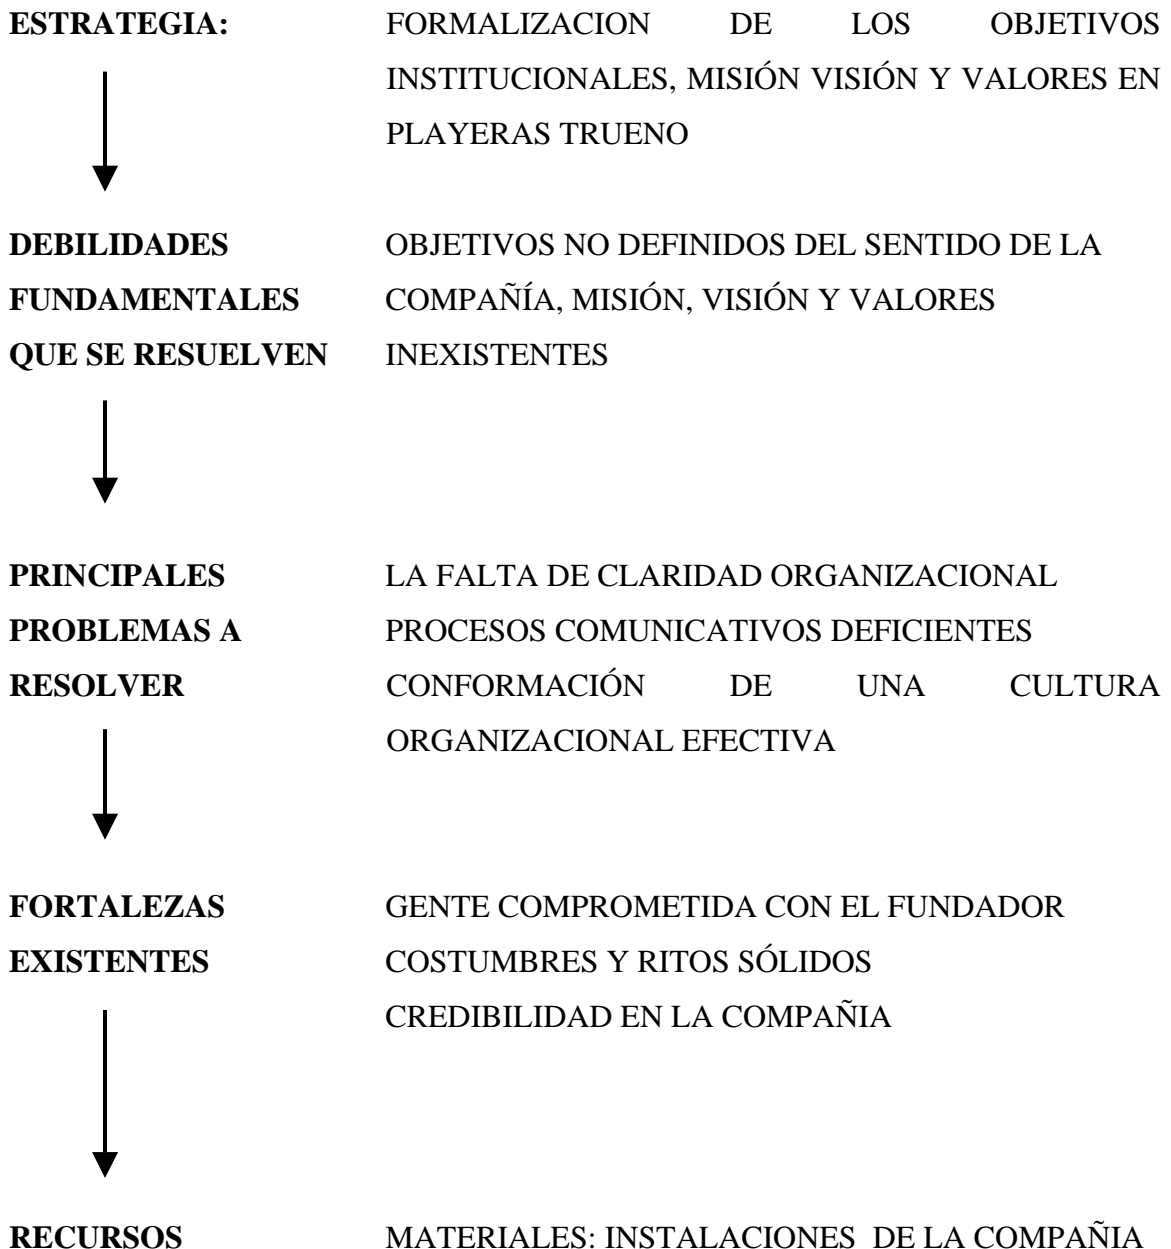 ESTRATEGIA: FORMALIZACION DE LOS OBJETIVOS
INSTITUCIONALES, MISIÓN VISIÓN Y VALORES EN
PLAYERAS TRUENO
DEBILIDADES OBJETIVOS NO DEFINIDOS DEL SENTIDO DE LA
FUNDAMENTALES COMPAÑÍA, MISIÓN, VISIÓN Y VALORES
QUE SE RESUELVEN INEXISTENTES
PRINCIPALES LA FALTA DE CLARIDAD ORGANIZACIONAL
PROBLEMAS A PROCESOS COMUNICATIVOS DEFICIENTES
RESOLVER CONFORMACIÓN DE UNA CULTURA
ORGANIZACIONAL EFECTIVA
FORTALEZAS GENTE COMPROMETIDA CON EL FUNDADOR
EXISTENTES COSTUMBRES Y RITOS SÓLIDOS
CREDIBILIDAD EN LA COMPAÑIA
RECURSOS MATERIALES: INSTALACIONES DE LA COMPAÑIA